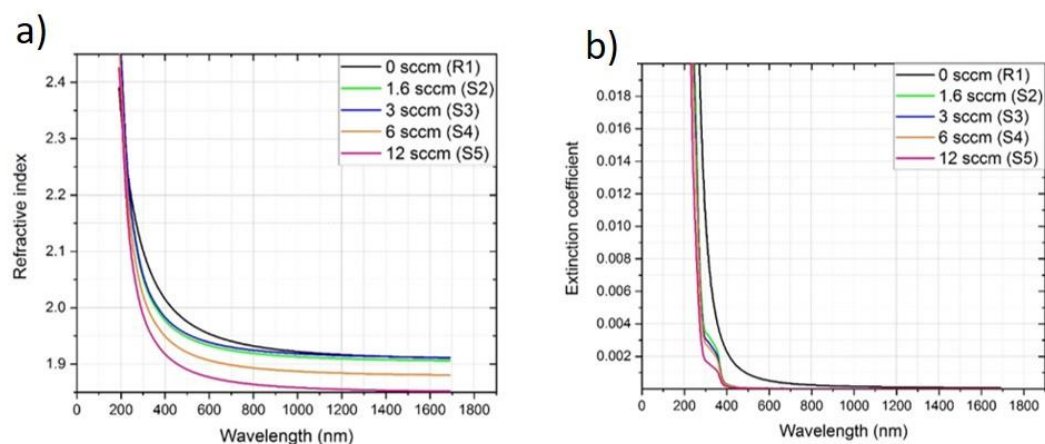 a)
2.4
2.3
2.2
2.1
2.0
1.9
Refractive index
0 sccm (R1)
1.6 sccm (S2)
3 sccm (S3)
6 sccm (S4)
12 sccm (S5)
0 200 400 600 800 1000 1200 1400 1600 1800
Wavelength (nm)
b)
0.018
0.016
0.014
0.012
0.010
0.008
0.006
0.004
0.002
Extinction coefficient
0 sccm (R1)
1.6 sccm (S2)
3 sccm (S3)
6 sccm (S4)
12 sccm (S5)
0 200 400 600 800 1000 1200 1400 1600 1800
Wavelength (nm)